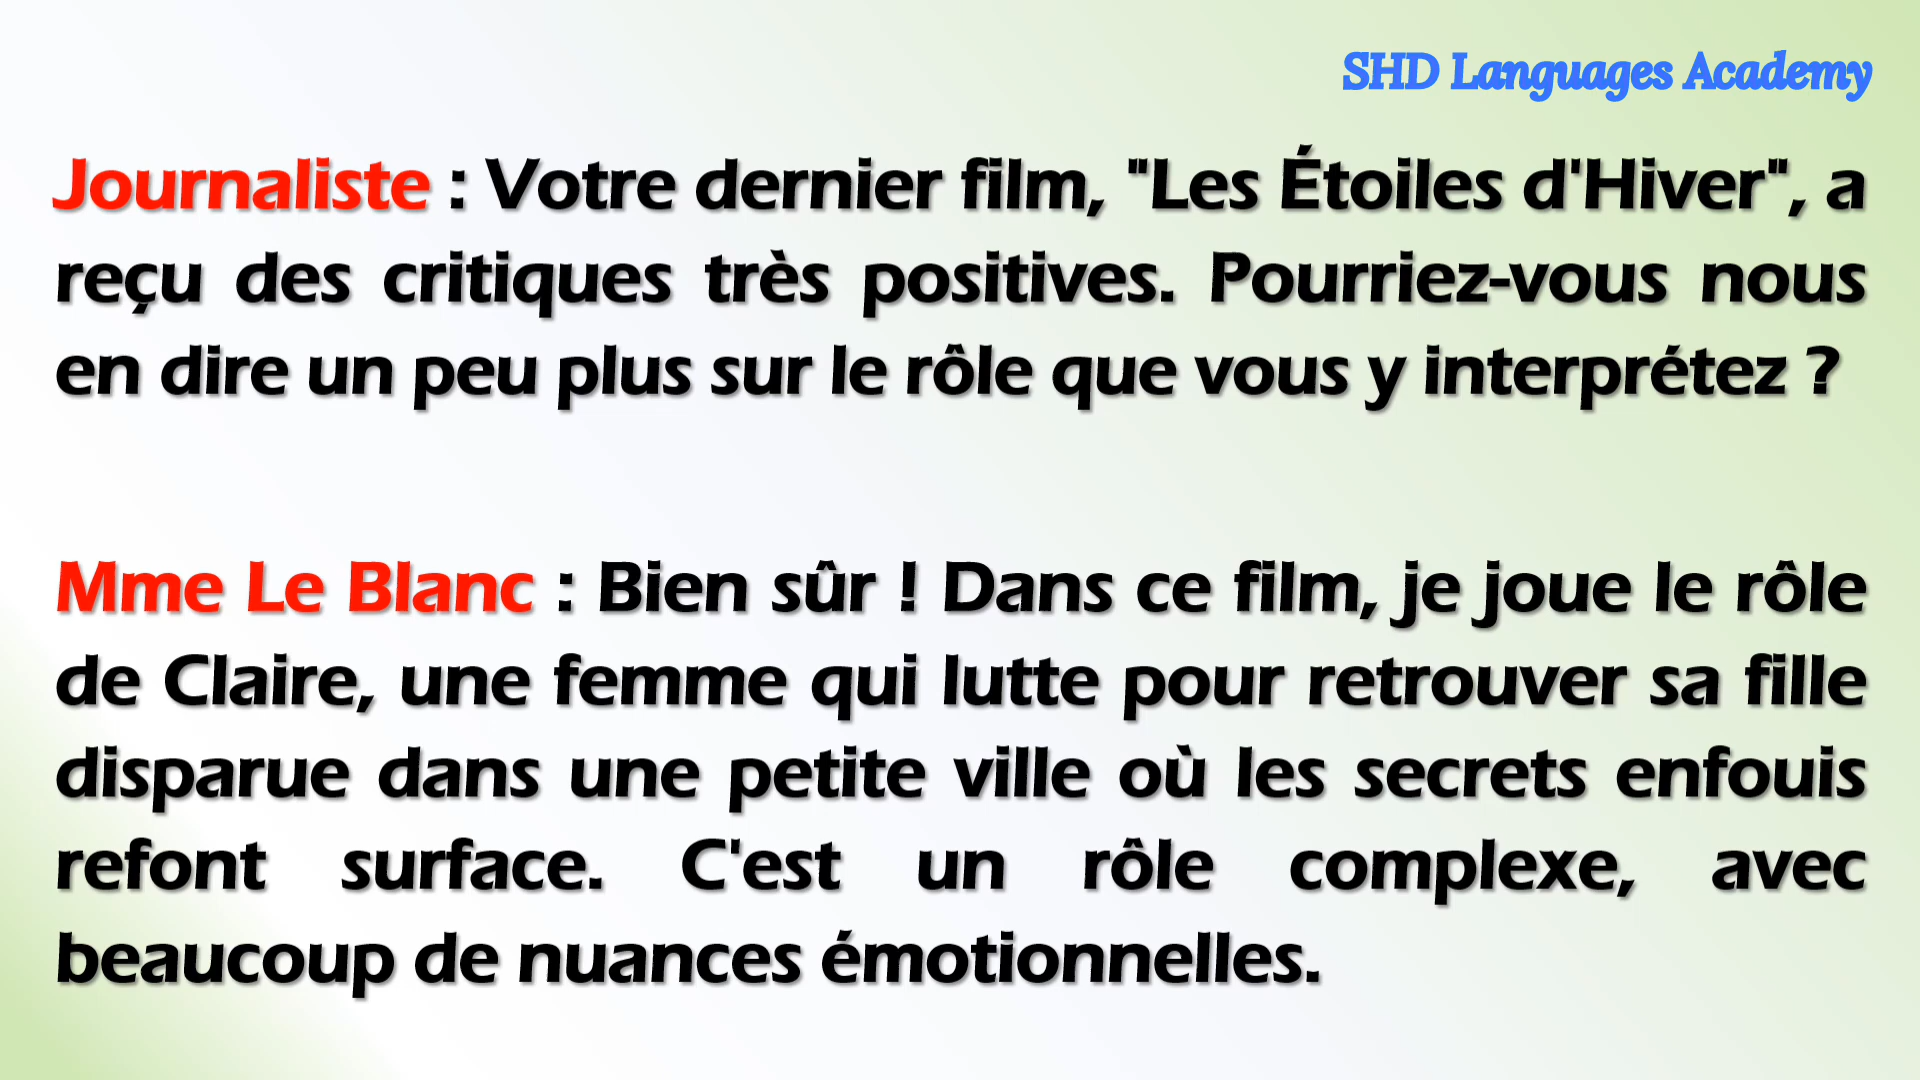 SHD Languages Academy
Journaliste : Votre dernier film, "Les Étoiles d'Hiver", a
reçu des critiques très positives. Pourriez-vous nous
en dire un peu plus sur le rôle que vous y interprétez ?
Mme Le Blanc : Bien sûr ! Dans ce film, je joue le rôle
de Claire, une femme qui lutte pour retrouver sa fille
disparue dans une petite ville où les secrets enfouis
refont surface. C'est un rôle complexe, avec
beaucoup de nuances émotionnelles.